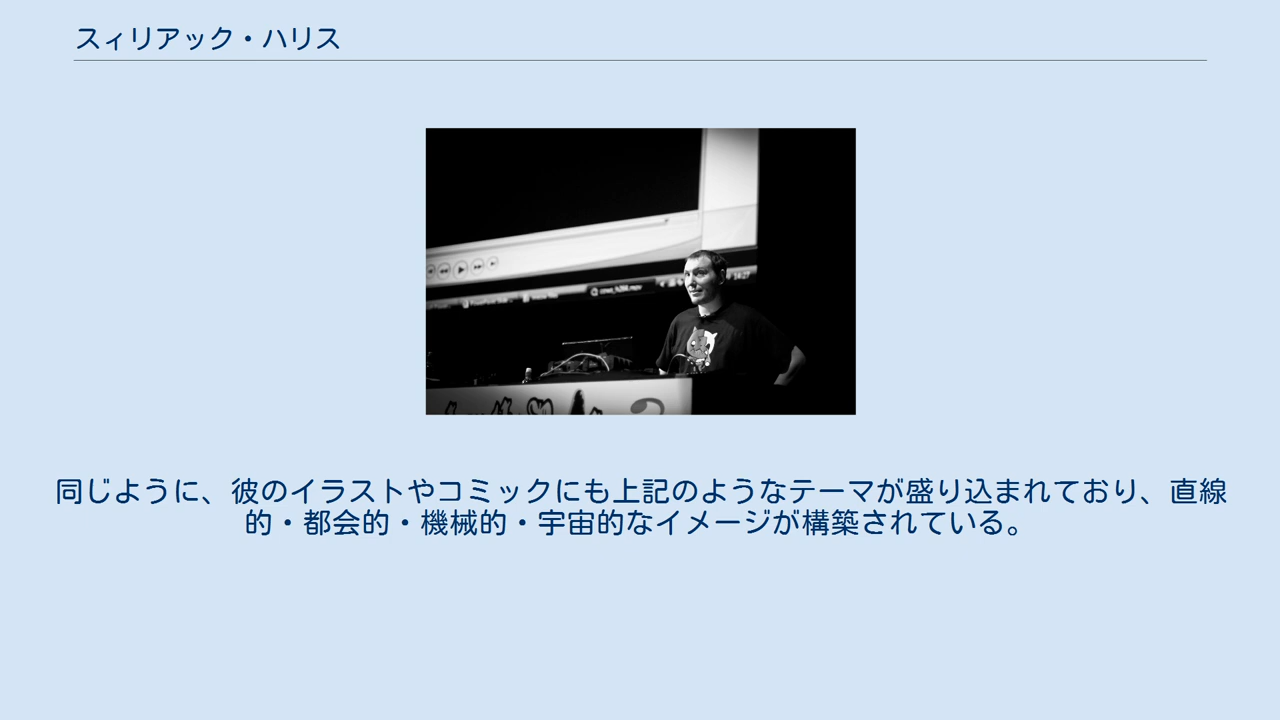 スィリアック・ハリス
14:27
同じように、彼のイラストやコミックにも上記のようなテーマが盛り込まれており、直線
的・都会的・機械的・宇宙的なイメージが構築されている。